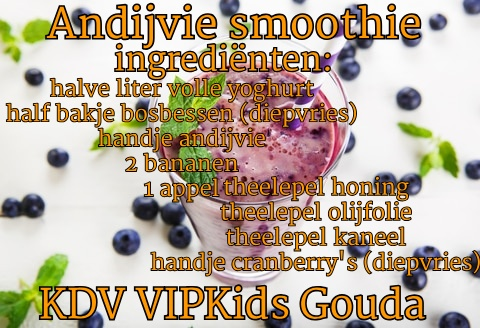 Andijvie smoothie
ingrediënten:
halve liter volle yoghurt
half bakje bosbessen (diepvries)
handje andijvie
2 bananen
1 appel theelepel honing
theelepel olijfolie
theelepel kaneel
handje cranberry's (diepvries)
KDV VIPKids Gouda